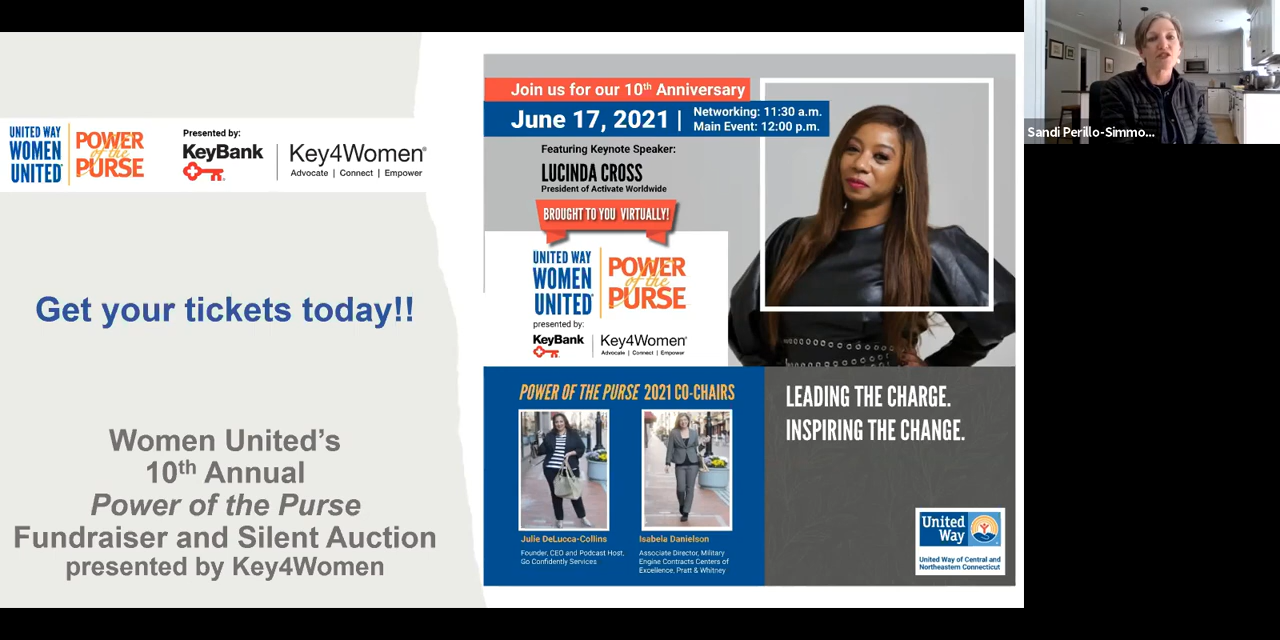 UNITED WAY
WOMEN
UNITED
POWER
of the
PURSE
Presented by:
KeyBank
Key4Women®
Advocate | Connect | Empower
Get your tickets today!!
Women United's
10th Annual
Power of the Purse
Fundraiser and Silent Auction
presented by Key4Women
Join us for our 10th Anniversary
June 17, 2021 |
Networking: 11:30 a.m.
Main Event: 12:00 p.m.
Featuring Keynote Speaker:
LUCINDA CROSS
President of Activate Worldwide
BROUGHT TO YOU VIRTUALLY!
UNITED WAY
WOMEN
UNITED
POWER
of the
PURSE
presented by:
KeyBank
Key4Women®
Advocate | Connect | Empower
POWER OF THE PURSE 2021 CO-CHAIRS
Julie DeLucca-Collins
Founder, CEO and Podcast Host,
Go Confidently Services
Isabela Danielson
Associate Director, Military
Engine Contracts Centers of
Excellence, Pratt & Whitney
LEADING THE CHARGE.
INSPIRING THE CHANGE.
United
Way
United Way of Central and
Northeastern Connecticut
Sandi Perillo-Simmo...